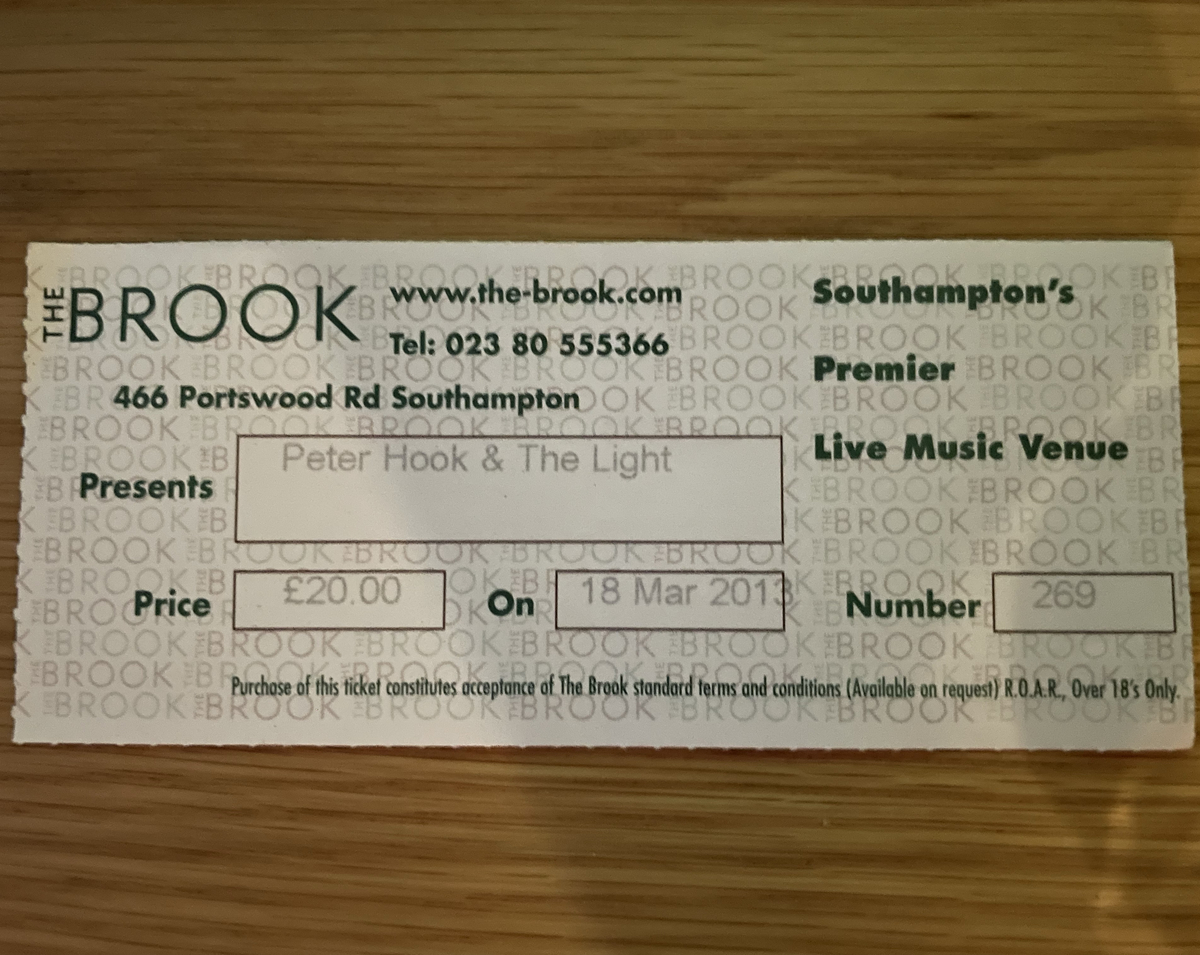 THE BROOK
www.the-brook.com
Tel: 023 80 555366
466 Portswood Rd Southampton
Southampton's
Premier
Live Music Venue
Presents Peter Hook & The Light
Price £20.00 On 18 Mar 2013 Number 269
Purchase of this ticket constitutes acceptance of The Brook standard terms and conditions (Available on request) R.O.A.R., Over 18's Only.